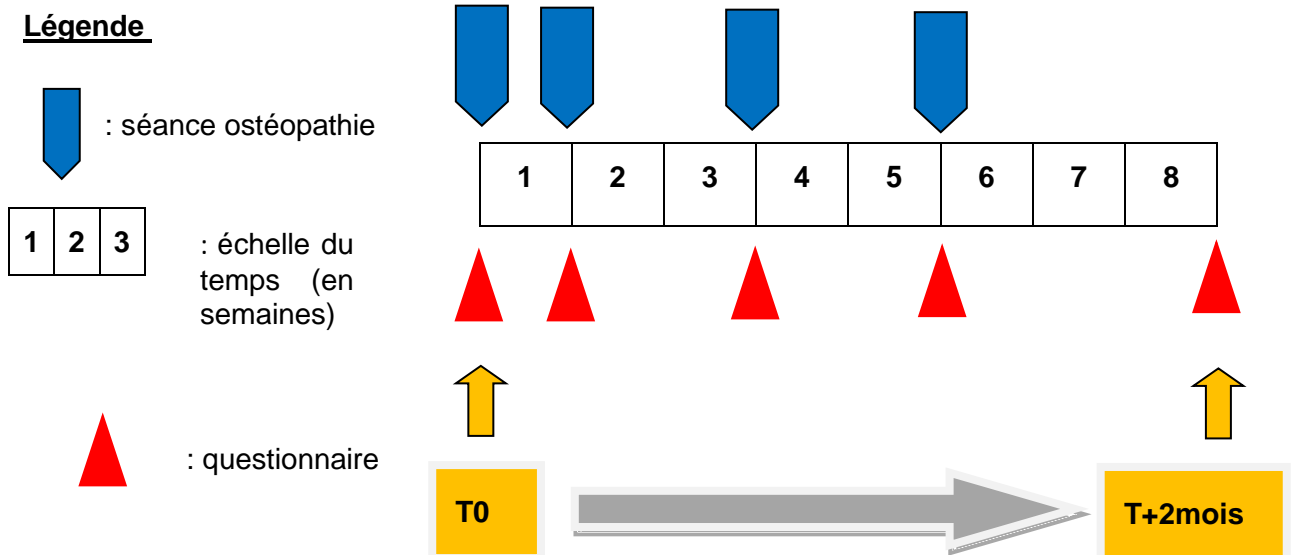 Légende
: séance ostéopathie
1 2 3 4 5 6 7 8
1 2 3
: échelle du
temps (en
semaines)
: questionnaire
T0
T+2mois